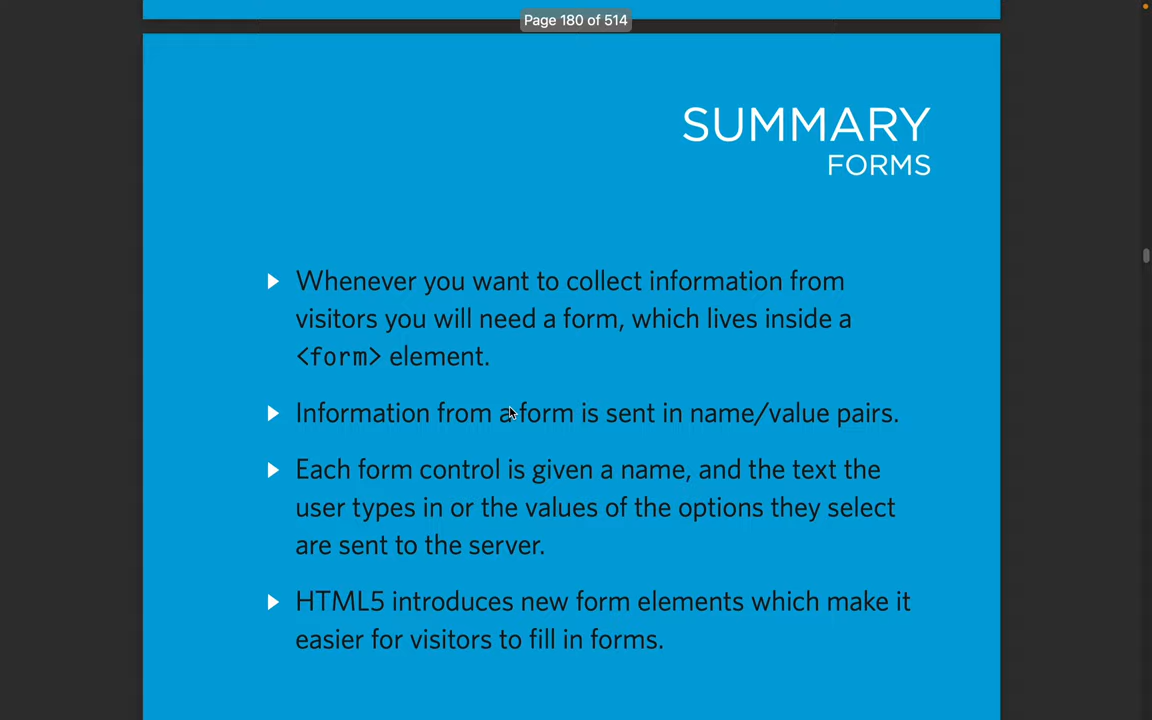 Page 180 of 514
SUMMARY
FORMS
Whenever you want to collect information from
visitors you will need a form, which lives inside a
<form> element.
Information from a form is sent in name/value pairs.
Each form control is given a name, and the text the
user types in or the values of the options they select
are sent to the server.
HTML5 introduces new form elements which make it
easier for visitors to fill in forms.